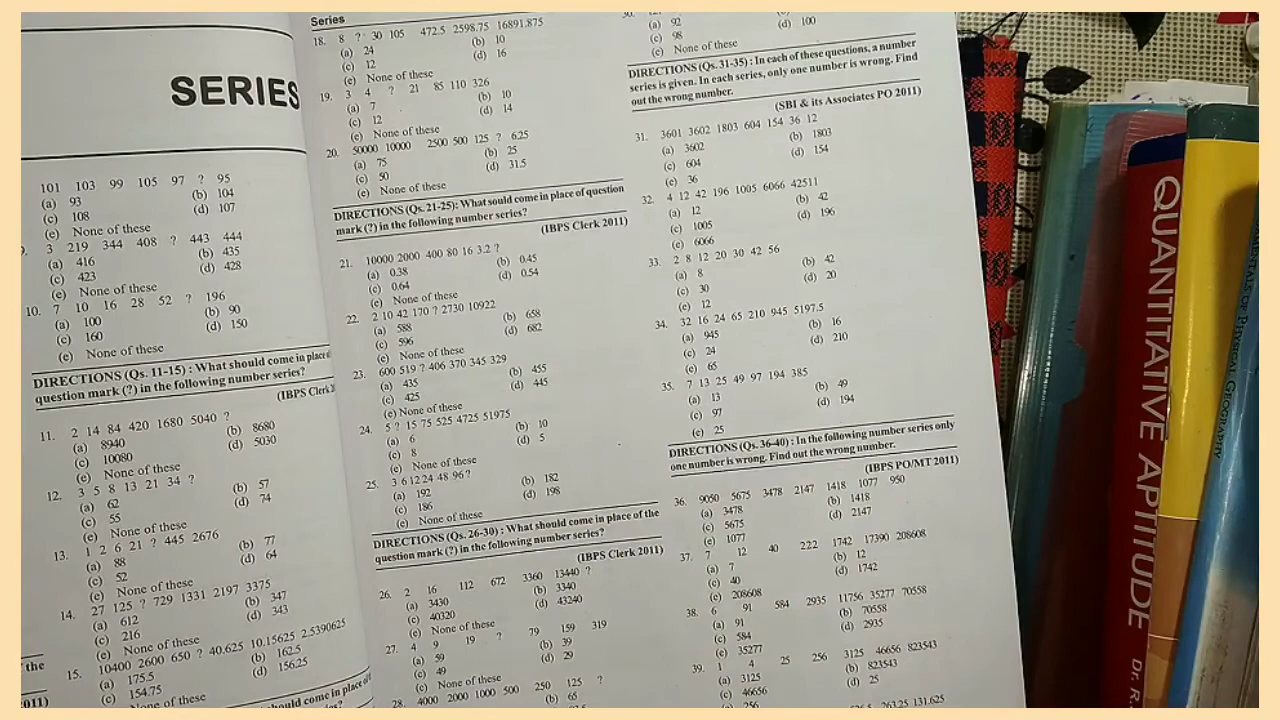 SERIES
101 103 99 105 97 ? 95
(a) 93 (b) 104
(c) 108 (d) 107
(e) None of these
3 219 344 408 ? 443 444
(a) 416 (b) 435
(c) 423 (d) 428
(e) None of these
10. 7 10 16 28 52 ? 196
(a) 100 (b) 90
(c) 160 (d) 150
(e) None of these
DIRECTIONS (Qs. 11-15) : What should come in place
question mark (?) in the following number series?
(IBPS Clerk
11. 2 14 84 420 1680 5040 ?
(a) 8940 (b) 8680
(c) 10080 (d) 5030
(e) None of these
12. 3 5 8 13 21 34 ?
(a) 62 (b) 57
(c) 55 (d) 74
(e) None of these
13. 1 2 6 21 ? 445 2676
(a) 88 (b) 77
(c) 52 (d) 64
(e) None of these
14. 27 125 ? 729 1331 2197 3375
(a) 612 (b) 347
(c) 216 (d) 343
(e) None of these
15. 10400 2600 650 ? 40.625 10.15625 2.5390625
(a) 175.5 (b) 162.5
(c) 154.75 (d) 156.25
None of these
the
2011)
should come in place
Series
18. 8 ? 30 105 472.5 2598.75 16891.875
(a) 24 (b) 10
(c) 12 (d) 16
(e) None of these
19. 3 4 ? 21 85 110 326
(a) 7 (b) 10
(c) 12 (d) 14
(e) None of these
20. 50000 10000 2500 500 125 ? 6.25
(a) 75 (b) 25
(c) 50 (d) 31.5
(e) None of these
DIRECTIONS (Qs. 21-25): What sould come in place of question
mark (?) in the following number series?
(IBPS Clerk 2011)
21. 10000 2000 400 80 16 3.2 ?
(a) 0.38 (b) 0.45
(c) 0.64 (d) 0.54
(e) None of these
22. 2 10 42 170 ? 2730 10922
(a) 588 (b) 658
(c) 596 (d) 682
(e) None of these
23. 600 519 ? 406 370 345 329
(a) 435 (b) 455
(c) 425 (d) 445
(e) None of these
24. 5 ? 15 75 525 4725 51975
(a) 6 (b) 10
(c) 8 (d) 5
(e) None of these
25. 3 6 12 24 48 96 ?
(a) 192 (b) 182
(c) 186 (d) 198
(e) None of these
DIRECTIONS (Qs. 26-30) : What should come in place of the
question mark (?) in the following number series?
(IBPS Clerk 2011)
26. 2 16 112 672 3360 13440 ?
(a) 3430 (b) 3340
(c) 40320 (d) 43240
(e) None of these
27. 4 9 19 ? 79 159 319
(a) 59 (b) 39
(c) 49 (d) 29
(e) None of these
28. 4000 2000 1000 500 250 125 ?
(b) 65
(a) 92
(c) 98 (d) 100
(e) None of these
DIRECTIONS (Qs. 31-35) : In each of these questions, a number
series is given. In each series, only one number is wrong. Find
out the wrong number.
(SBI & its Associates PO 2011)
31. 3601 3602 1803 604 154 36 12
(a) 3602 (b) 1803
(c) 604 (d) 154
(e) 36
32. 4 12 42 196 1005 6066 42511
(a) 12 (b) 42
(c) 1005 (d) 196
(e) 6066
33. 2 8 12 20 30 42 56
(a) 8 (b) 42
(c) 30 (d) 20
(e) 12
34. 32 16 24 65 210 945 5197.5
(a) 945 (b) 16
(c) 24 (d) 210
(e) 65
35. 7 13 25 49 97 194 385
(a) 13 (b) 49
(c) 97 (d) 194
(e) 25
DIRECTIONS (Qs. 36-40) : In the following number series only
one number is wrong. Find out the wrong number.
(IBPS PO/MT 2011)
36. 9050 5675 3478 2147 1418 1077 950
(a) 3478 (b) 1418
(c) 5675 (d) 2147
(e) 1077
37. 7 12 40 222 1742 17390 208608
(a) 7 (b) 12
(c) 40 (d) 1742
(e) 208608
38. 6 91 584 2935 11756 35277 70558
(a) 91 (b) 70558
(c) 584 (d) 2935
(e) 35277
39. 1 4 25 256 3125 46656 823543
(a) 3125 (b) 823543
(c) 46656 (d) 25
(e) 256
263.25 131.625
QUANTITATIVE APTITUDE Dr. R.
OF PHYSICAL GEOGRAPHY